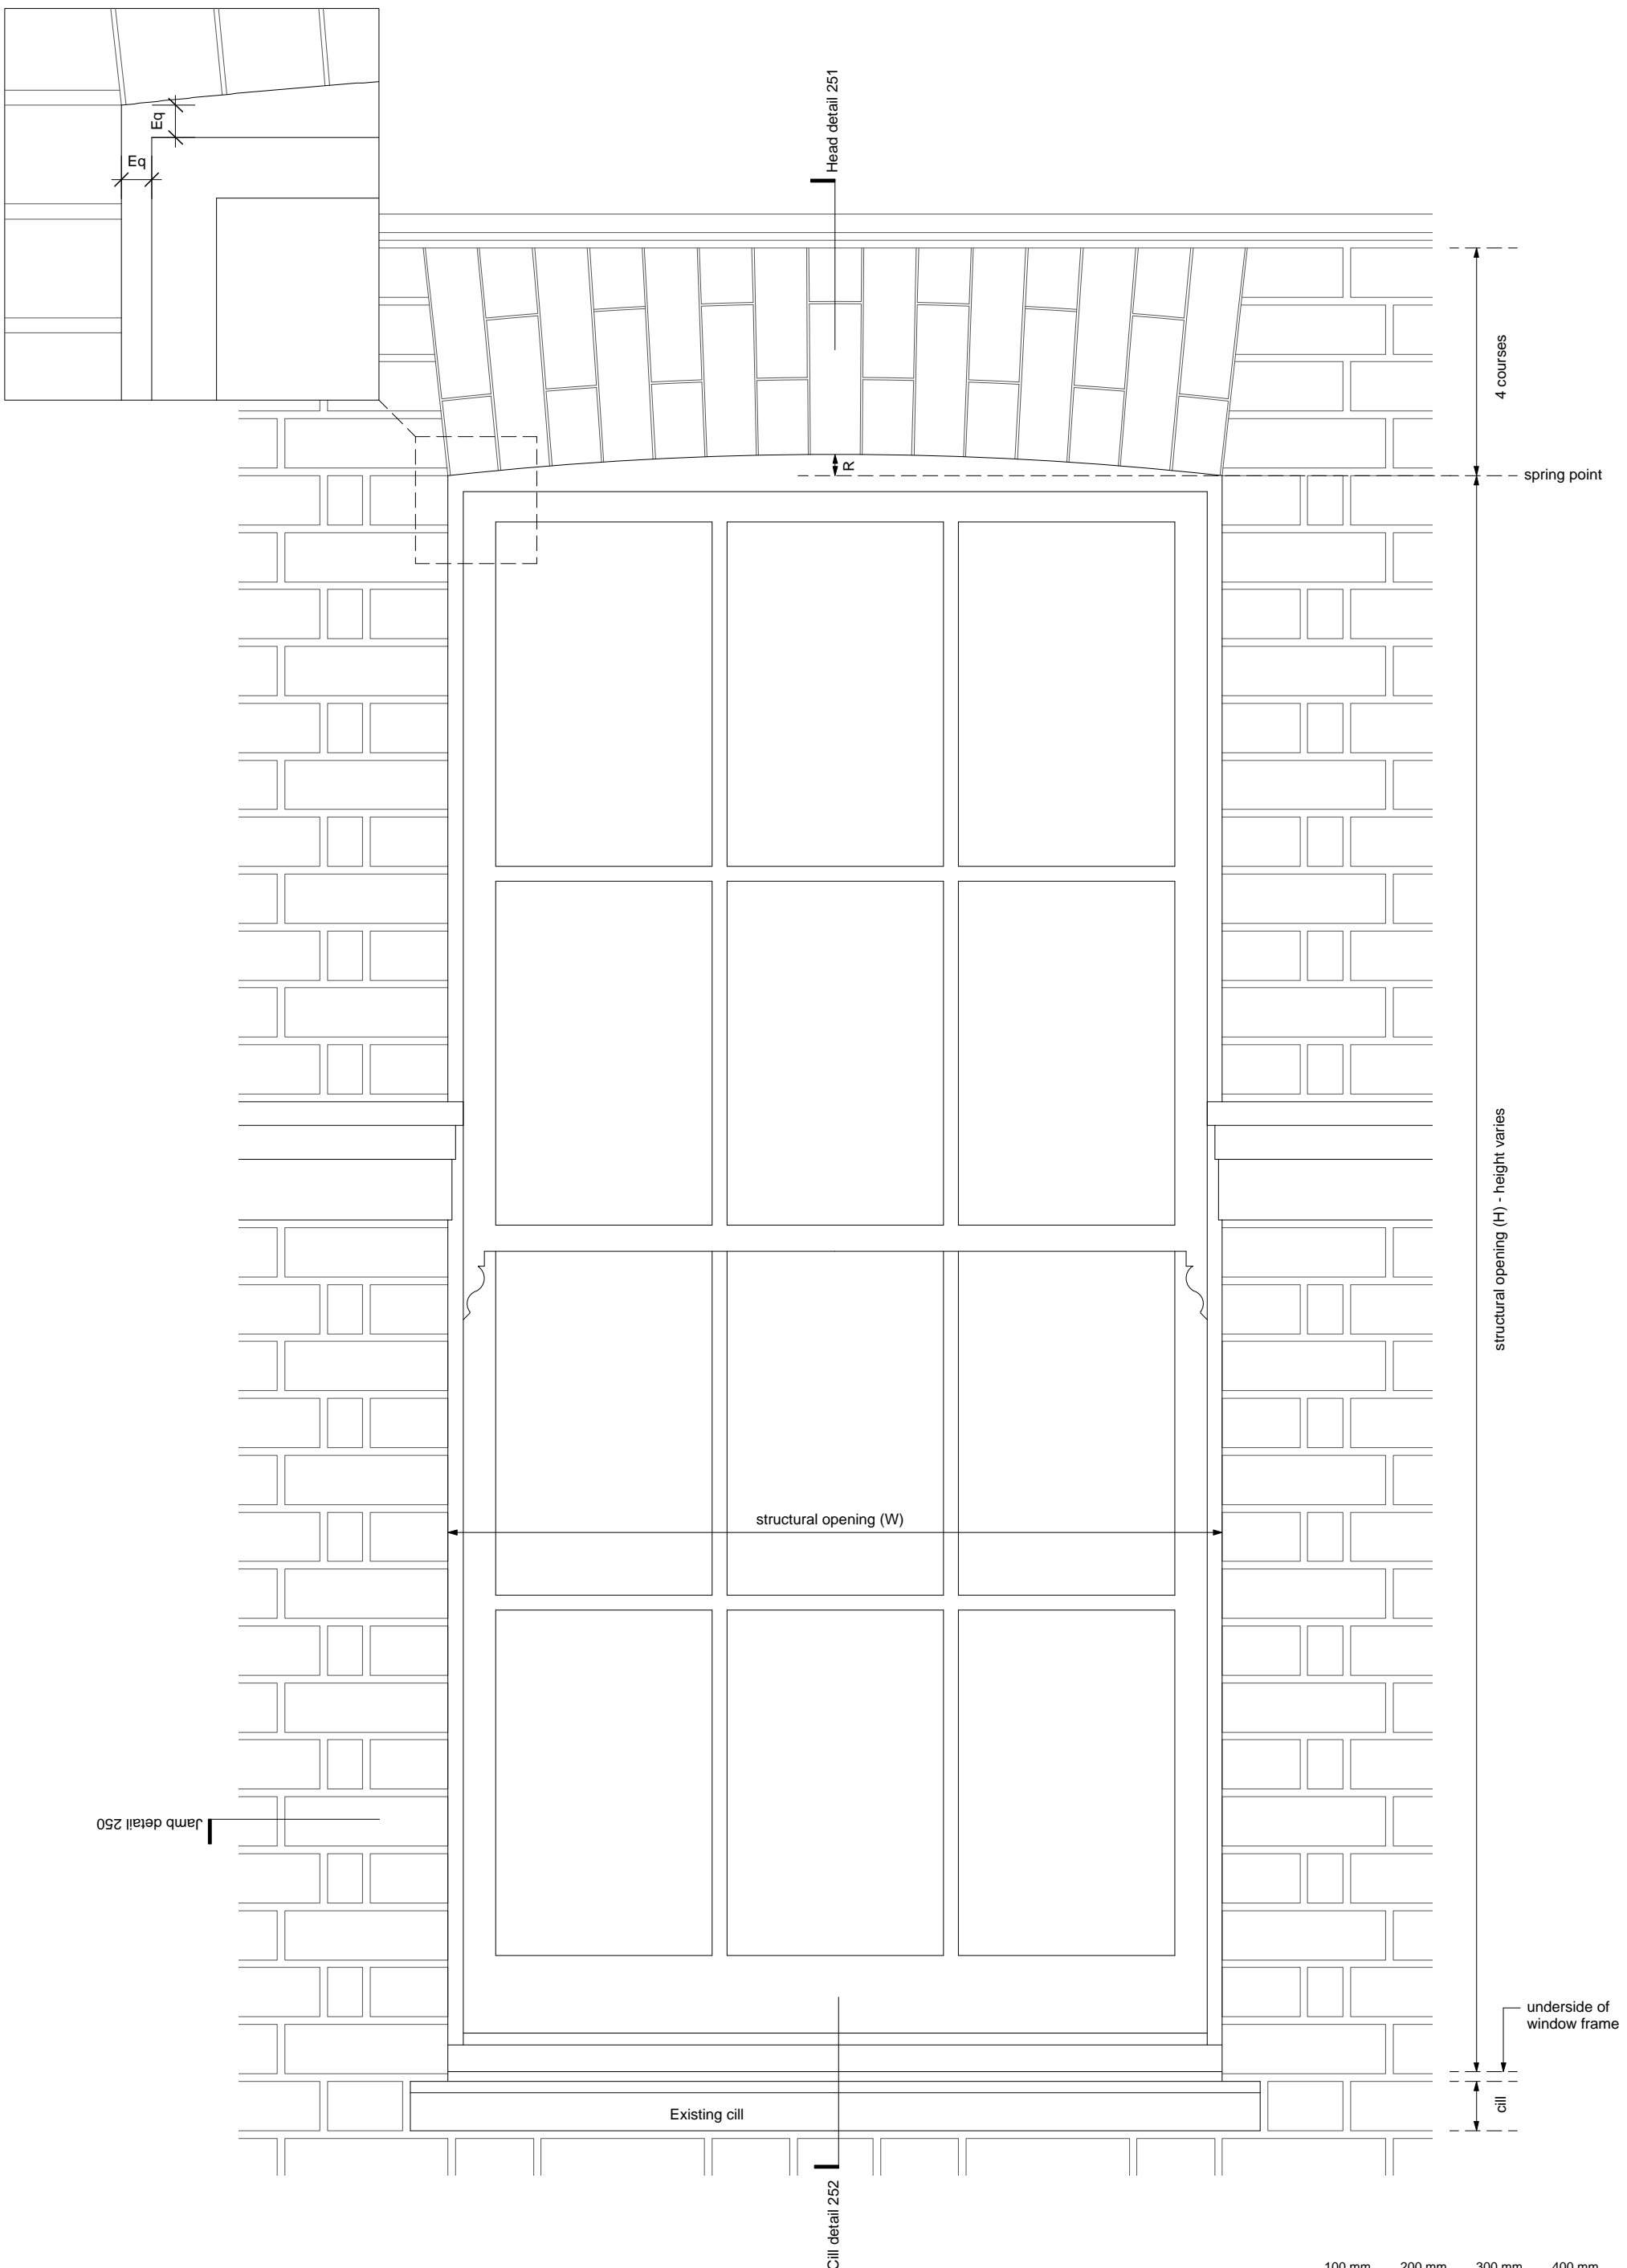 Eq
Eq
Head detail 251
4 courses
R
spring point
structural opening (H) - height varies
structural opening (W)
Jamb detail 250
underside of
window frame
cill
Existing cill
Cill detail 252
100 mm 200 mm 300 mm 400 mm